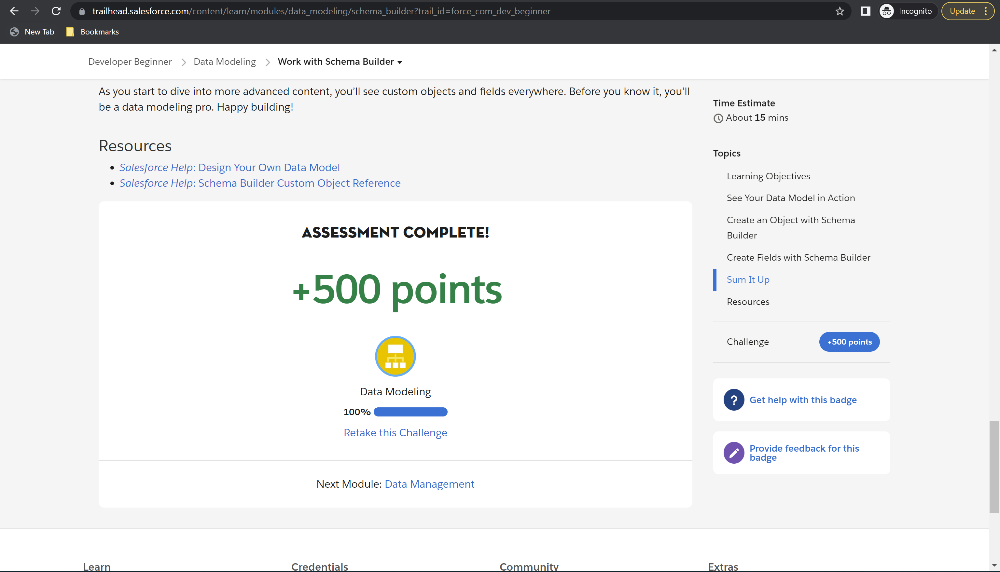 trailhead.salesforce.com/content/learn/modules/data_modeling/schema_builder?trail_id=force_com_dev_beginner
Incognito
Update
New Tab
Bookmarks
Developer Beginner
Data Modeling
Work with Schema Builder
As you start to dive into more advanced content, you’ll see custom objects and fields everywhere. Before you know it, you’ll
be a data modeling pro. Happy building!
Resources
Salesforce Help: Design Your Own Data Model
Salesforce Help: Schema Builder Custom Object Reference
ASSESSMENT COMPLETE!
+500 points
Data Modeling
100%
Retake this Challenge
Next Module: Data Management
Time Estimate
About 15 mins
Topics
Learning Objectives
See Your Data Model in Action
Create an Object with Schema
Builder
Create Fields with Schema Builder
Sum It Up
Resources
Challenge
+500 points
?
Get help with this badge
Provide feedback for this
badge
Learn
Credentials
Community
Extras